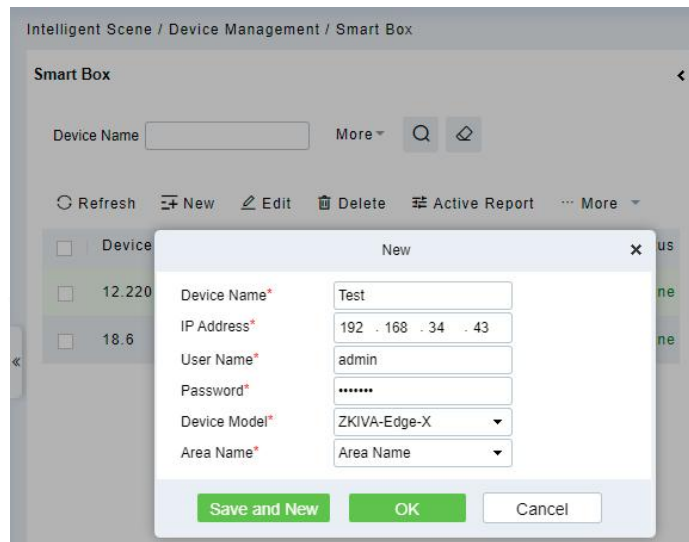 Intelligent Scene / Device Management / Smart Box
Smart Box
Device Name More
Refresh New Edit Delete Active Report ··· More
Device
New
us
12.220
ne
18.6
ne
Device Name* Test
IP Address* 192 . 168 . 34 . 43
User Name* admin
Password* •••••••
Device Model* ZKIVA-Edge-X
Area Name* Area Name
Save and New OK Cancel